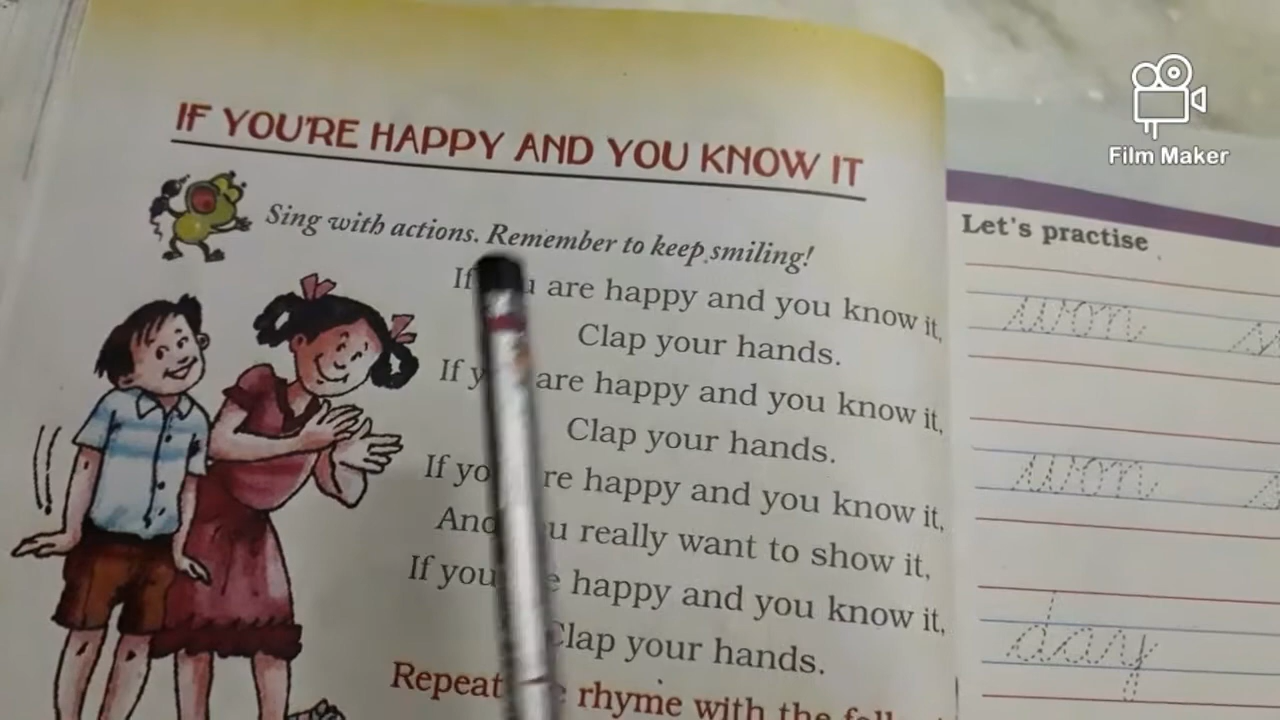 Film Maker
IF YOU'RE HAPPY AND YOU KNOW IT
Sing with actions. Remember to keep smiling!
If are happy and you know it,
Clap your hands.
If are happy and you know it,
Clap your hands.
If happy and you know it,
And really want to show it,
If you happy and you know it,
Clap your hands.
Repeat rhyme with the
Let's practise
won
won
day